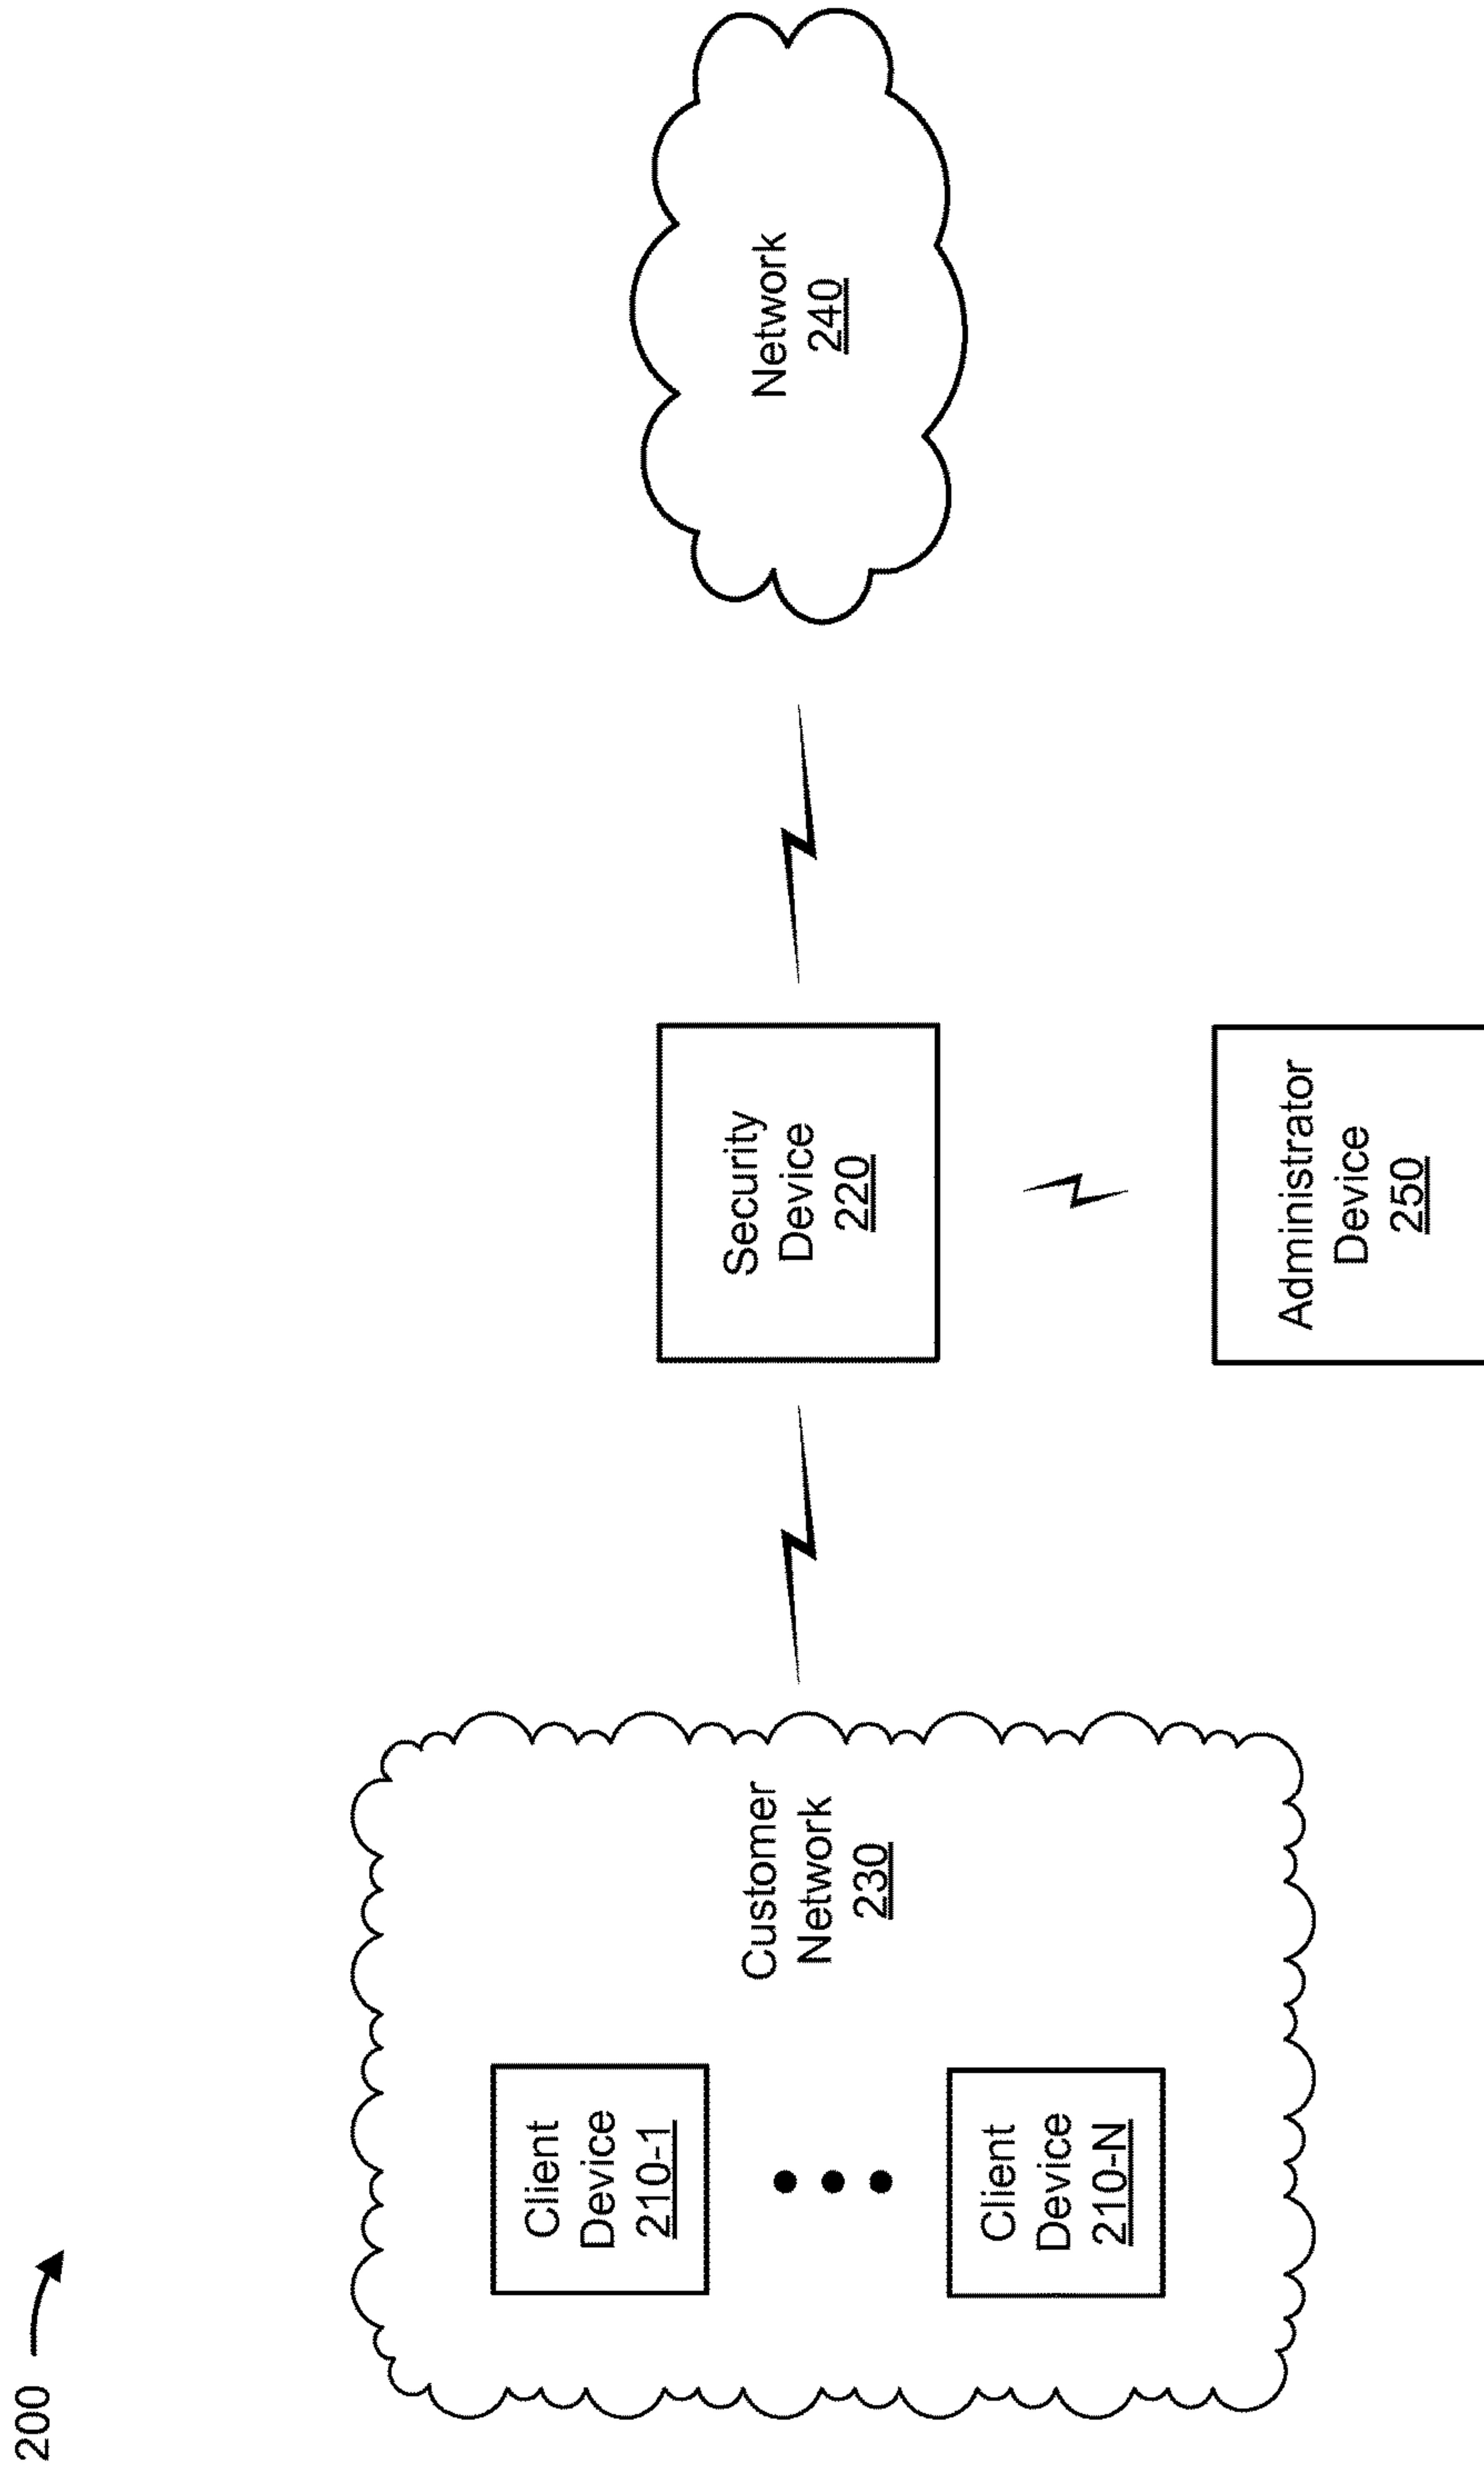 200
Client
Device
210-1
Client
Device
210-N
Customer
Network
230
Security
Device
220
Administrator
Device
250
Network
240